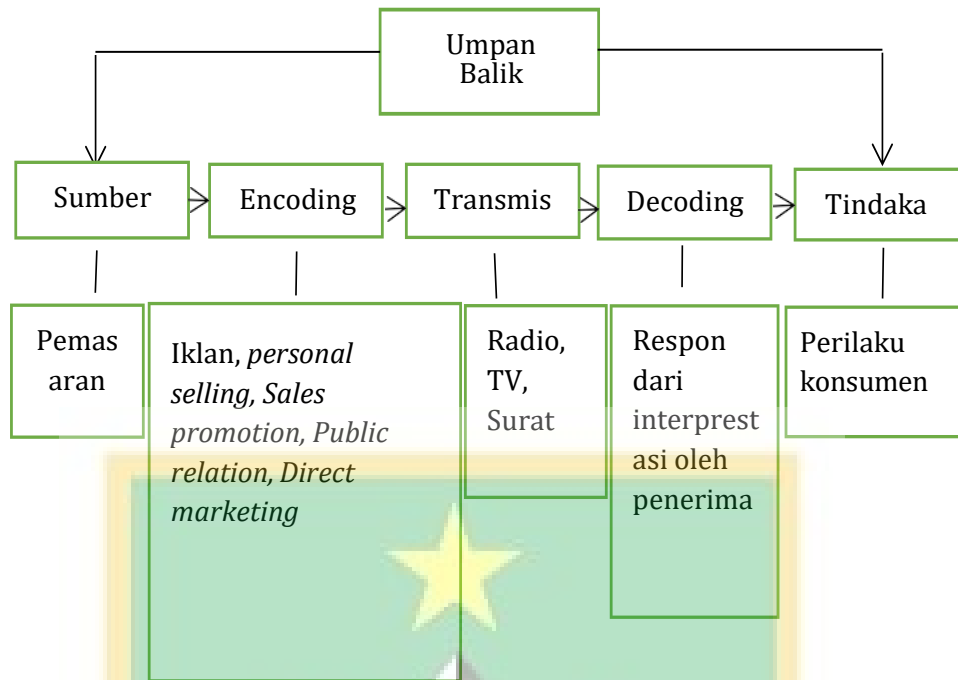 Umpan
Balik
Sumber
Encoding
Transmis
Decoding
Tindaka
Pemas
aran
Iklan, personal
selling, Sales
promotion, Public
relation, Direct
marketing
Radio,
TV,
Surat
Respon
dari
interprest
asi oleh
penerima
Perilaku
konsumen